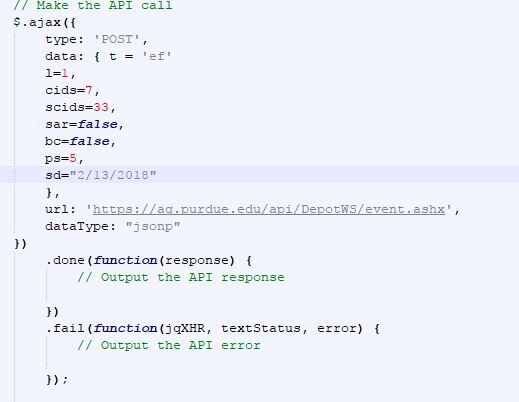 // Make the API call
$.ajax({
type: 'POST',
data: { t = 'ef'
l=1,
cids=7,
scids=33,
sar=false,
bc=false,
ps=5,
sd="2/13/2018"
},
url: 'https://ag.purdue.edu/api/DepotWS/event.ashx',
dataType: "jsonp"
})
.done(function(response) {
// Output the API response
})
.fail(function(jqXHR, textStatus, error) {
// Output the API error
});